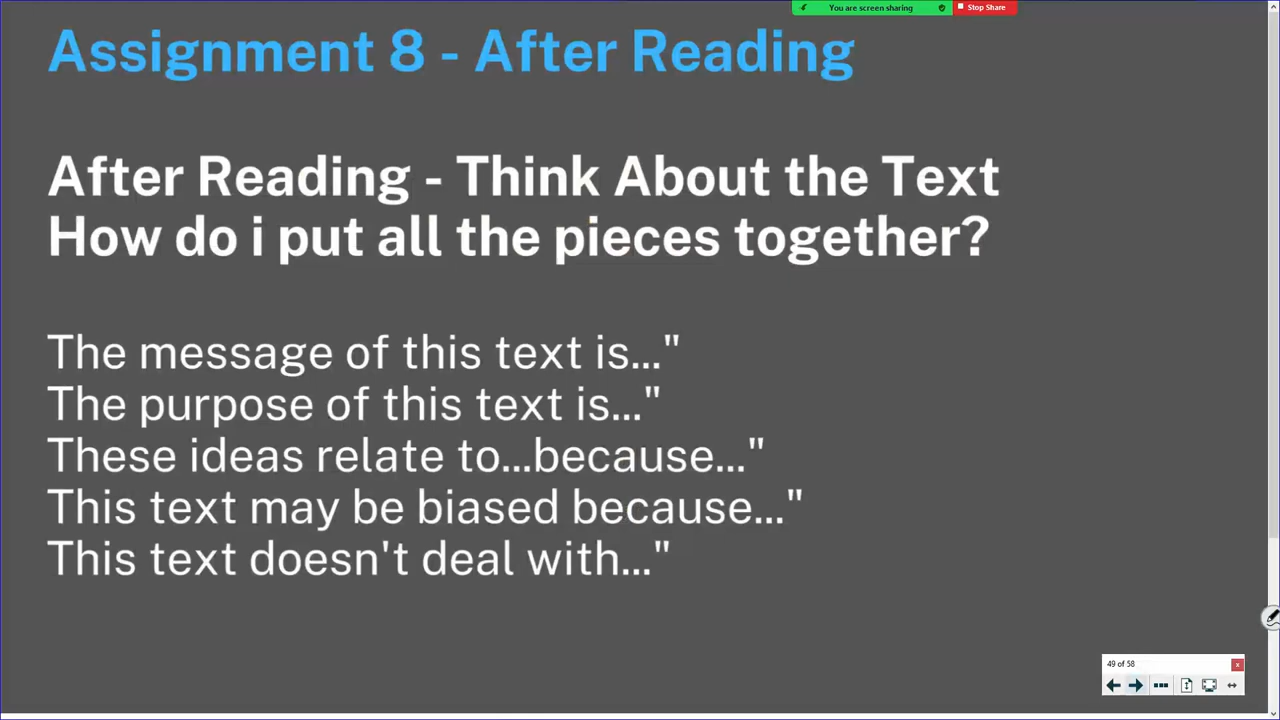 You are screen sharing
Stop Share
Assignment 8 - After Reading
After Reading - Think About the Text
How do i put all the pieces together?
The message of this text is..."
The purpose of this text is..."
These ideas relate to...because..."
This text may be biased because..."
This text doesn't deal with..."
49 of 58